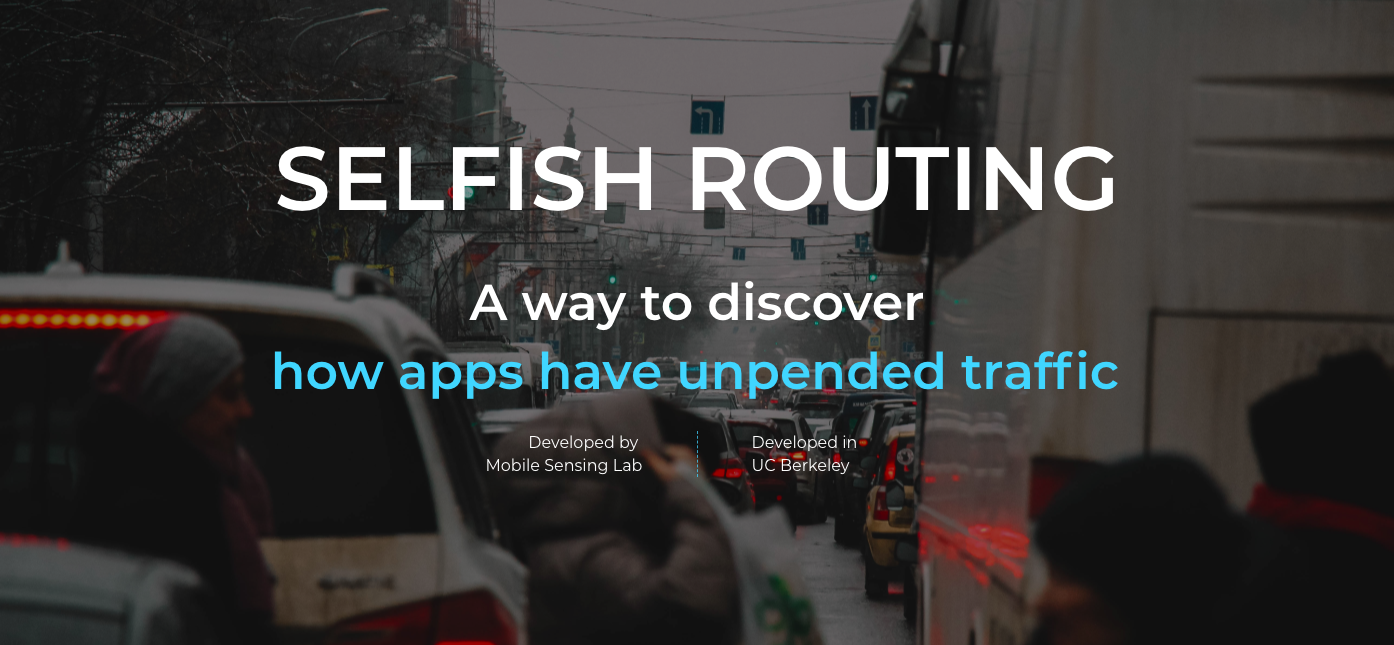 SELFISH ROUTING
A way to discover
how apps have unpended traffic
Developed by
Mobile Sensing Lab
Developed in
UC Berkeley